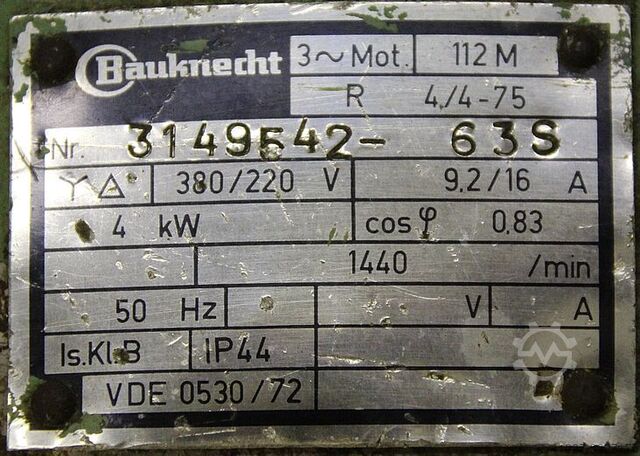 Bauknecht 3~Mot. 112 M
R 4/4-75
Nr. 3149542- 63S
Y △ 380/220 V 9,2/16 A
4 kW cos φ 0,83
1440 /min
50 Hz V A
Is.Kl.B IP44
VDE 0530/72